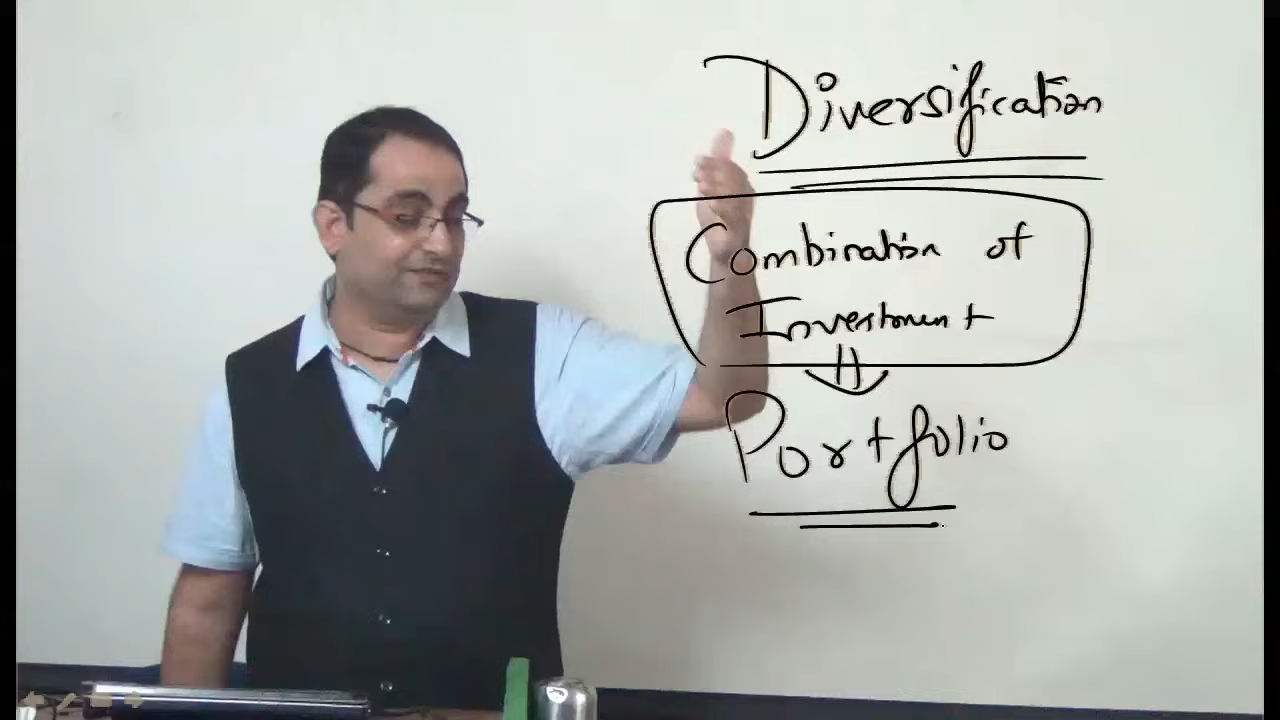 Diversification
Combination of
Investment
Portfolio